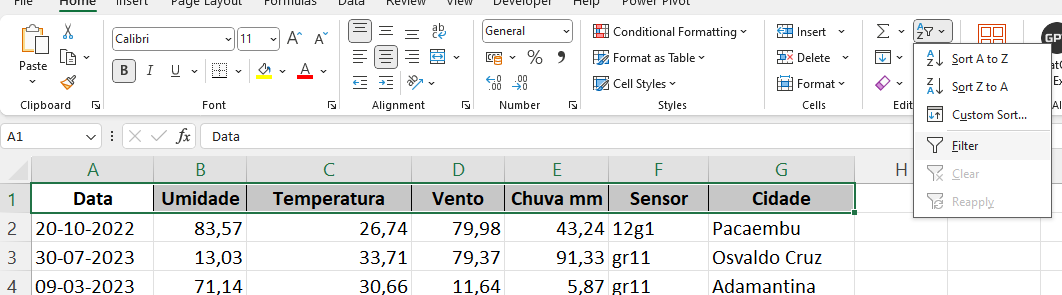 File Home Insert Page Layout Formulas Data Review View Developer Help Power Pivot
Paste
Clipboard
Calibri 11 A A
B I U A
Font
ab
Alignment
General
% 9
Number
Conditional Formatting
Format as Table
Cell Styles
Styles
Insert
Delete
Format
Cells
Sort A to Z
Sort Z to A
Custom Sort...
Filter
Clear
Reapply
A1 fx Data
A B C D E F G H
1 Data Umidade Temperatura Vento Chuva mm Sensor Cidade
2 20-10-2022 83,57 26,74 79,98 43,24 12g1 Pacaembu
3 30-07-2023 13,03 33,71 79,37 91,33 gr11 Osvaldo Cruz
4 09-03-2023 71,14 30,66 11,64 5,87 gr11 Adamantina